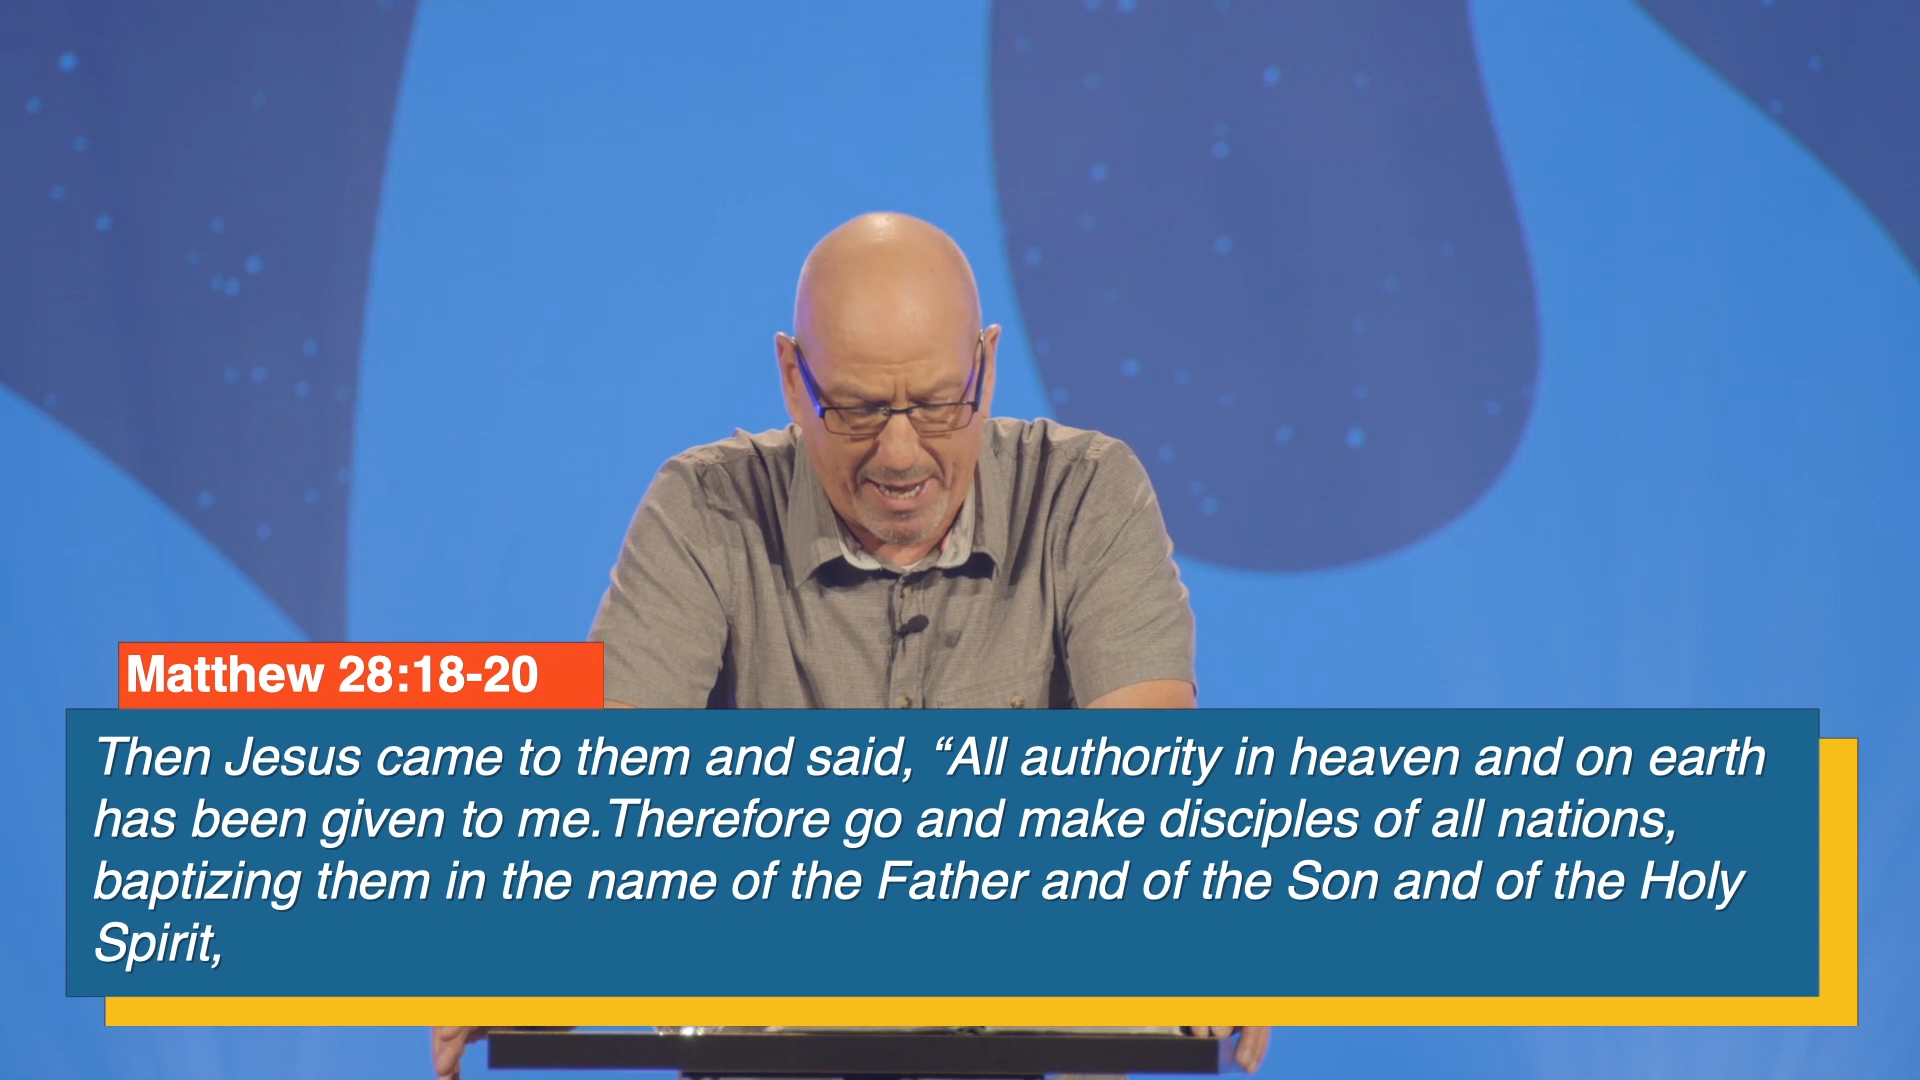 Matthew 28:18-20
Then Jesus came to them and said, “All authority in heaven and on earth
has been given to me.Therefore go and make disciples of all nations,
baptizing them in the name of the Father and of the Son and of the Holy
Spirit,